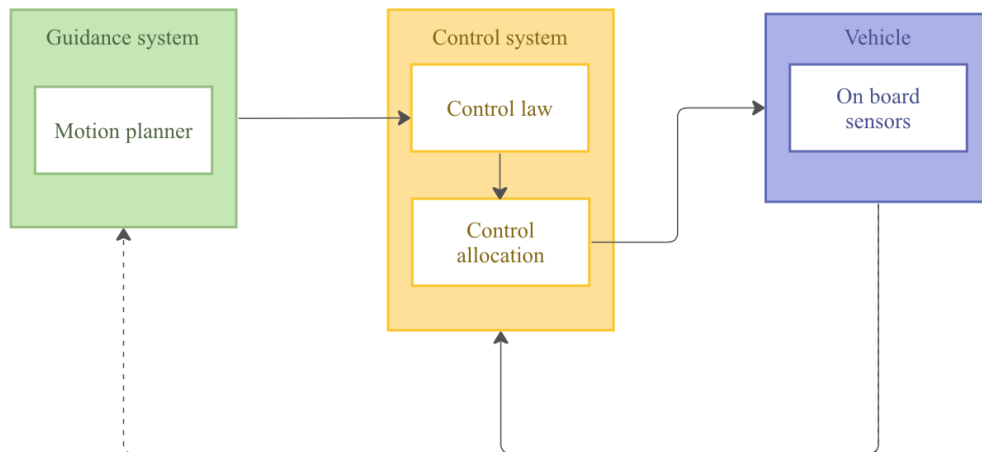 Guidance system
Motion planner
Control system
Control law
Control
allocation
Vehicle
On board
sensors